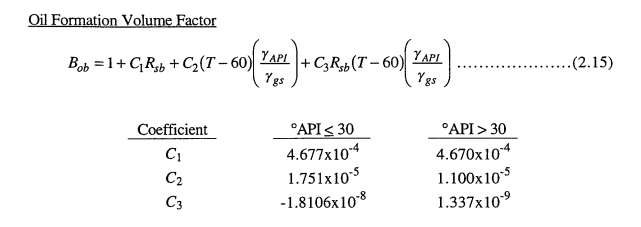 Oil Formation Volume Factor
B_ob = 1 + C_1R_sb + C_2(T − 60)(γ_API / γ_gs) + C_3R_sb(T − 60)(γ_API / γ_gs) .....................(2.15)
Coefficient °API ≤ 30 °API > 30
C_1 4.677x10^-4 4.670x10^-4
C_2 1.751x10^-5 1.100x10^-5
C_3 -1.8106x10^-8 1.337x10^-9